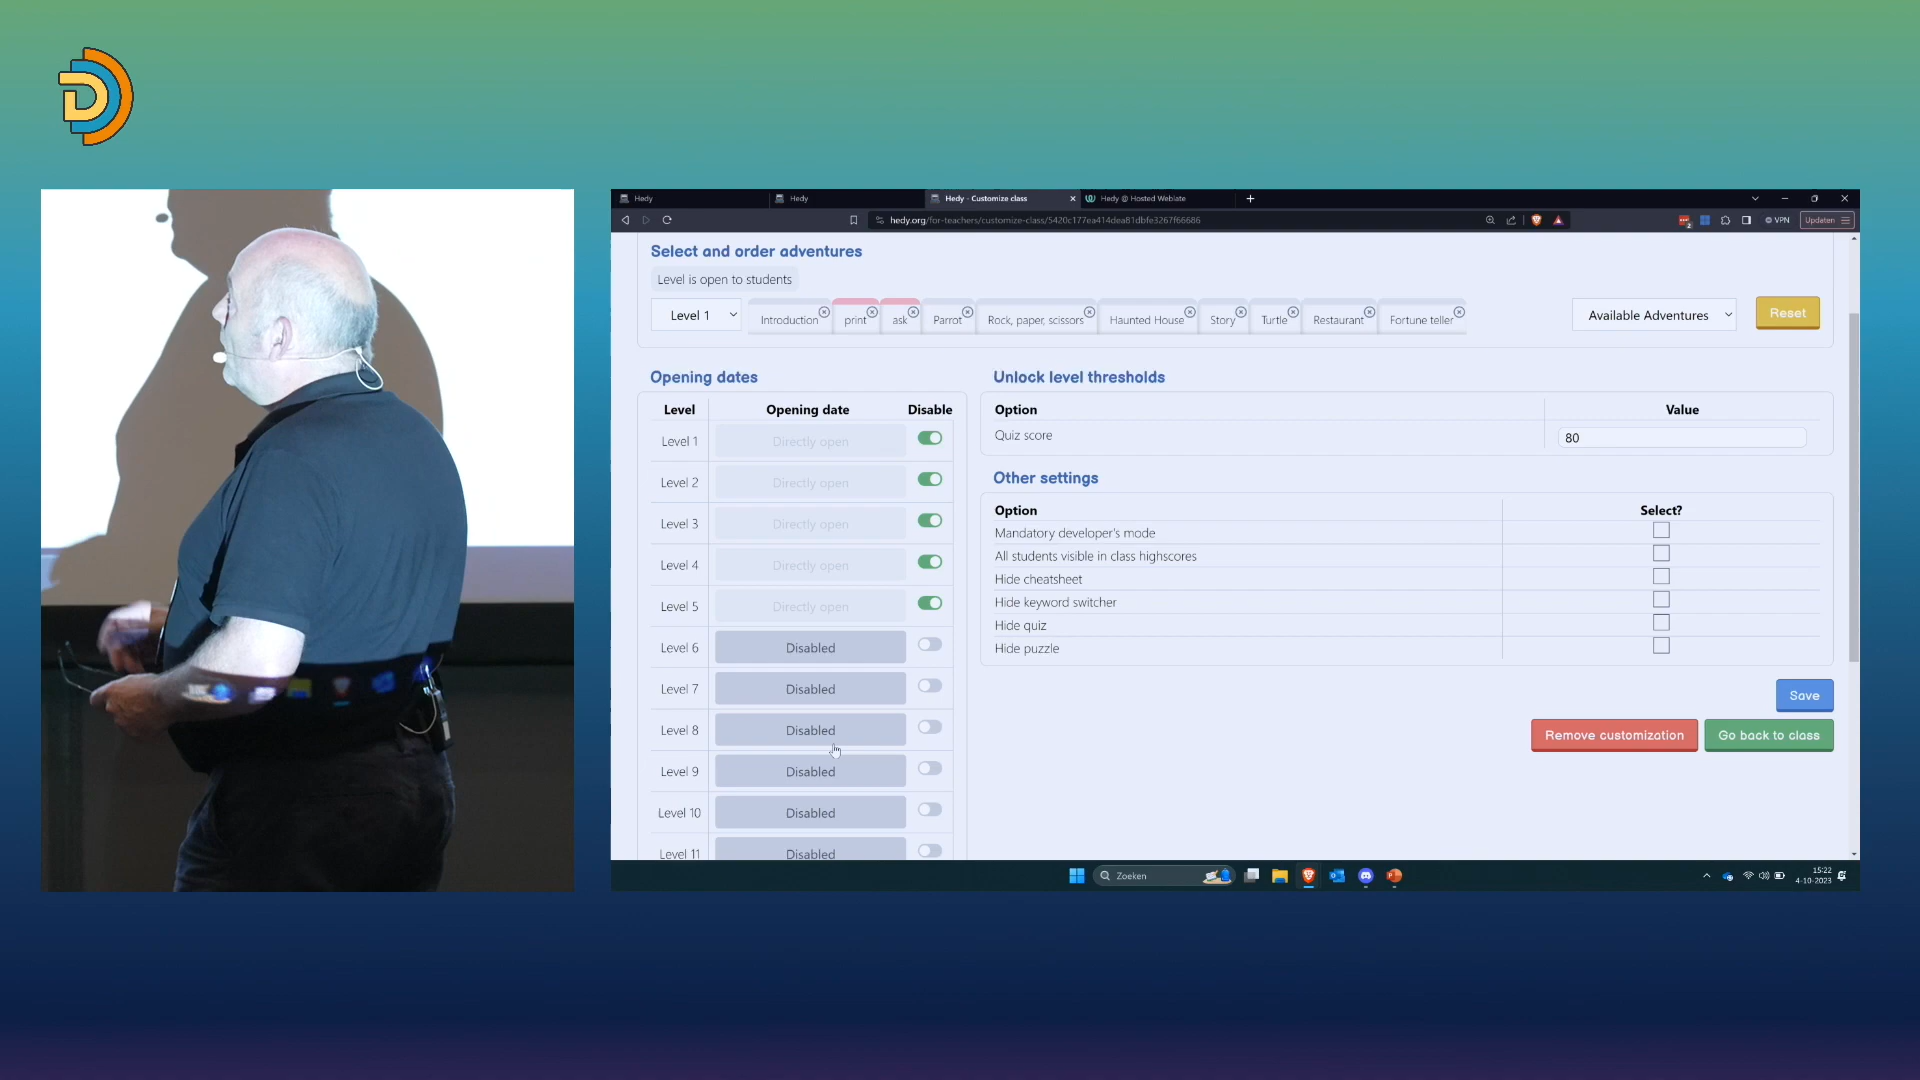 Hedy
Hedy
Hedy - Customize class
Hedy @ Hosted Weblate
hedy.org/for-teachers/customize-class/5420c177ea414dea81dbfe3267f66686
VPN
Updaten
Select and order adventures
Level is open to students
Level 1
Introduction
print
ask
Parrot
Rock, paper, scissors
Haunted House
Story
Turtle
Restaurant
Fortune teller
Available Adventures
Reset
Opening dates
Level Opening date Disable
Level 1 Directly open
Level 2 Directly open
Level 3 Directly open
Level 4 Directly open
Level 5 Directly open
Level 6 Disabled
Level 7 Disabled
Level 8 Disabled
Level 9 Disabled
Level 10 Disabled
Level 11 Disabled
Unlock level thresholds
Option Value
Quiz score 80
Other settings
Option Select?
Mandatory developer's mode
All students visible in class highscores
Hide cheatsheet
Hide keyword switcher
Hide quiz
Hide puzzle
Save
Remove customization
Go back to class
Zoeken
15:22
4-10-2023